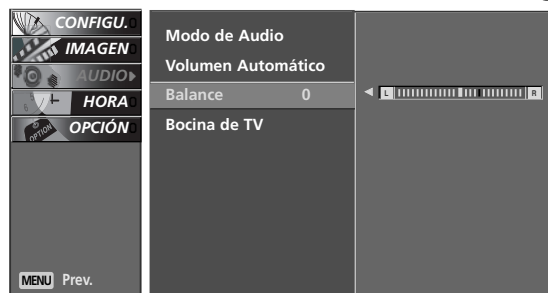 CONFIGU.
IMAGEN
AUDIO
HORA
OPCIÓN
MENU Prev.
Modo de Audio
Volumen Automático
Balance 0
Bocina de TV
L R